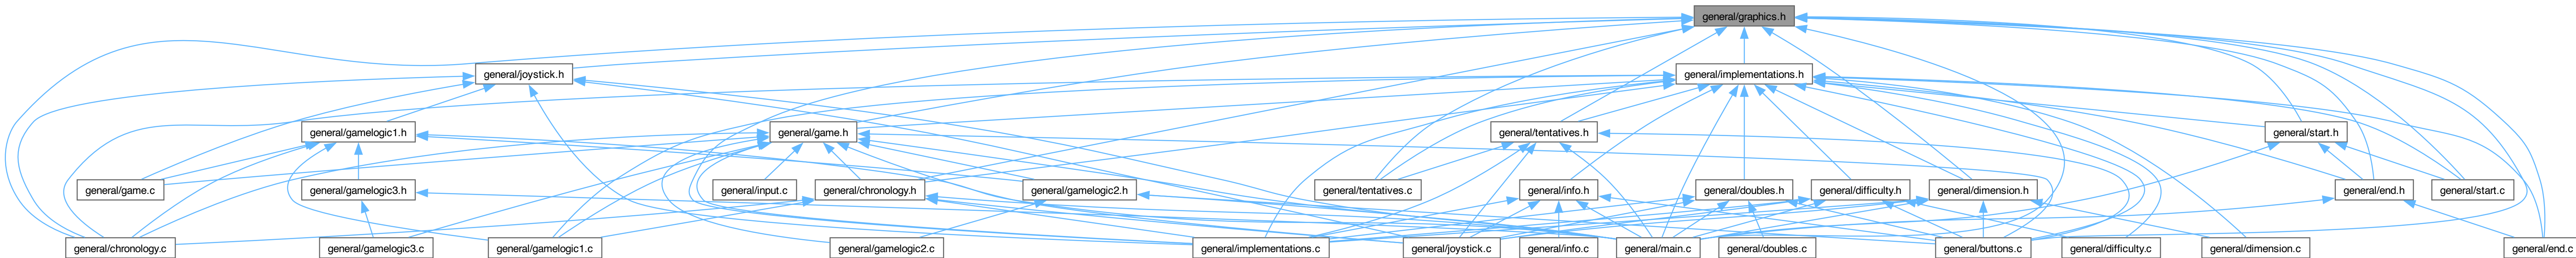 general/graphics.h
general/joystick.h
general/implementations.h
general/gamelogic1.h
general/game.h
general/tentatives.h
general/start.h
general/game.c
general/gamelogic3.h
general/input.c
general/chronology.h
general/gamelogic2.h
general/tentatives.c
general/info.h
general/doubles.h
general/difficulty.h
general/dimension.h
general/end.h
general/start.c
general/chronology.c
general/gamelogic3.c
general/gamelogic1.c
general/gamelogic2.c
general/implementations.c
general/joystick.c
general/info.c
general/main.c
general/doubles.c
general/buttons.c
general/difficulty.c
general/dimension.c
general/end.c